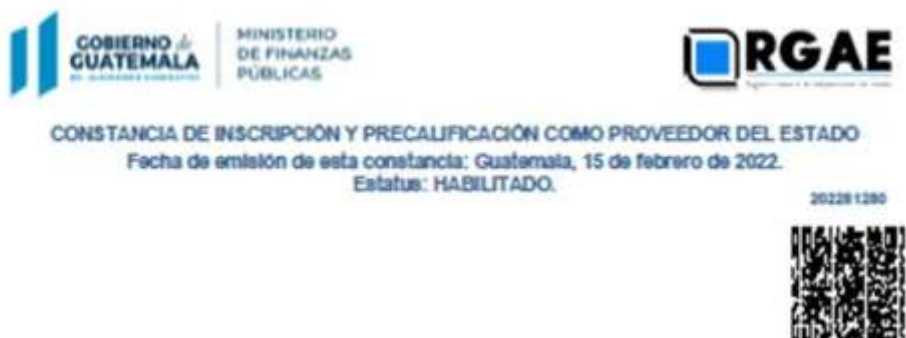 GOBIERNO de
GUATEMALA
MINISTERIO
DE FINANZAS
PÚBLICAS
RGAE
CONSTANCIA DE INSCRIPCIÓN Y PRECALIFICACIÓN COMO PROVEEDOR DEL ESTADO
Fecha de emisión de esta constancia: Guatemala, 15 de febrero de 2022.
Estatus: HABILITADO.
202281280